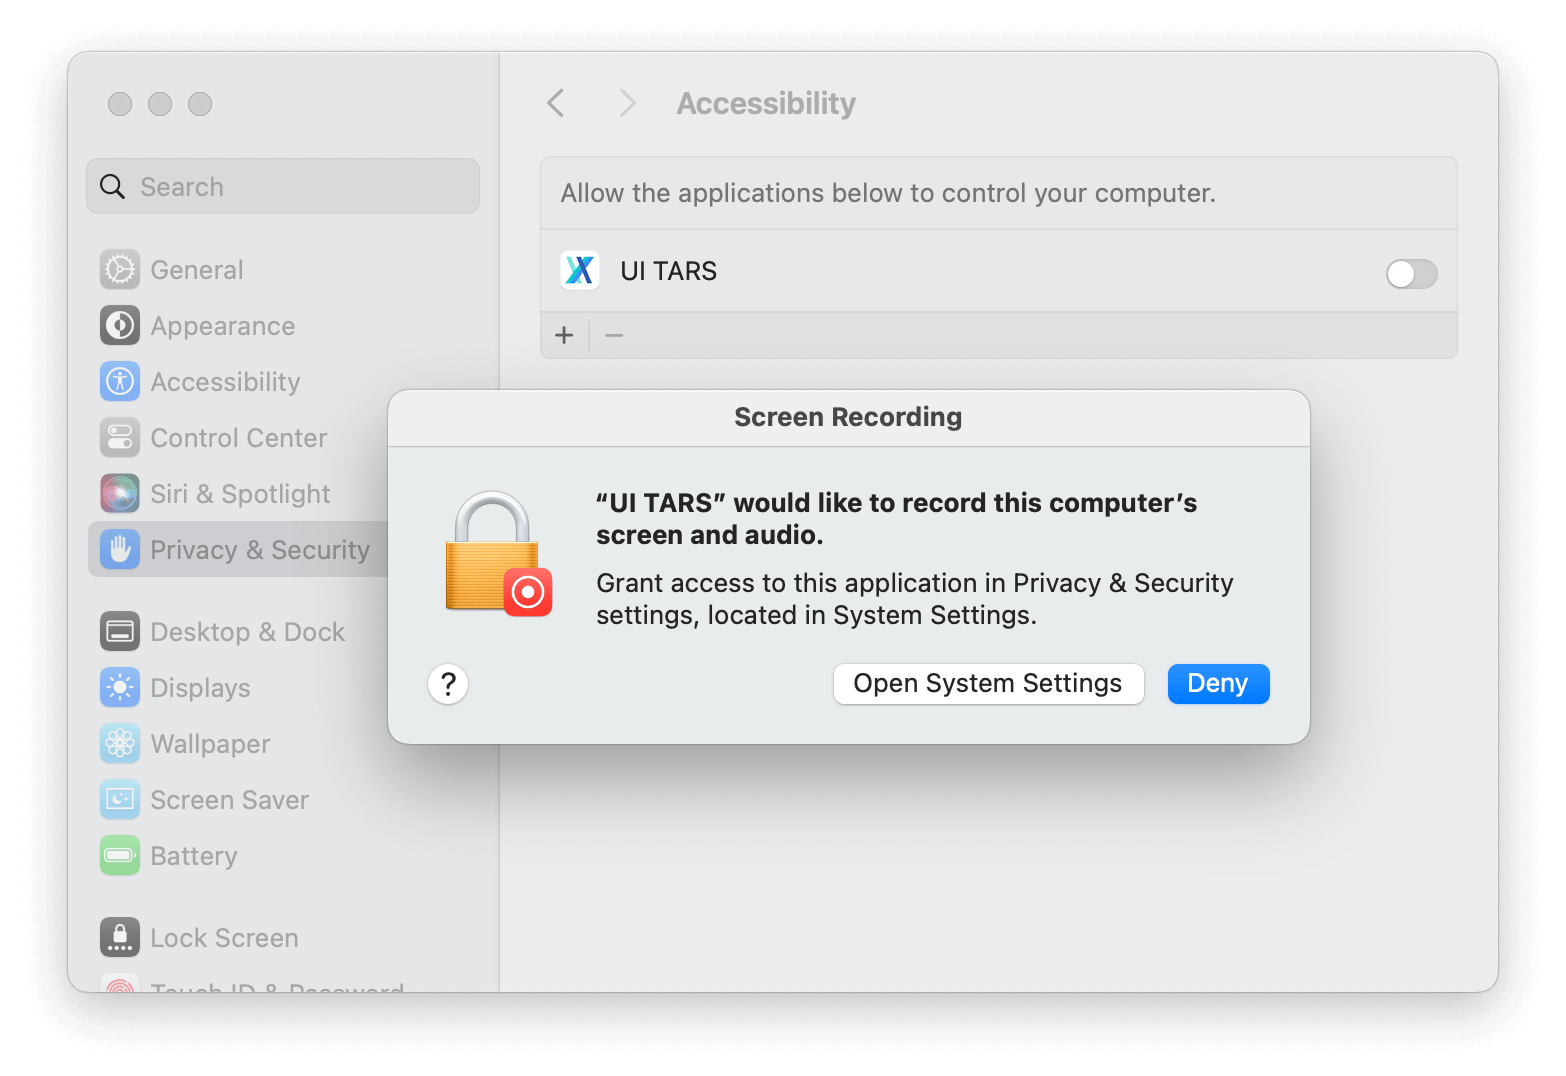 Accessibility
Search
Allow the applications below to control your computer.
UI TARS
General
Appearance
Accessibility
Control Center
Siri & Spotlight
Privacy & Security
Desktop & Dock
Displays
Wallpaper
Screen Saver
Battery
Lock Screen
Touch ID & Password
Screen Recording
“UI TARS” would like to record this computer’s
screen and audio.
Grant access to this application in Privacy & Security
settings, located in System Settings.
?
Open System Settings
Deny